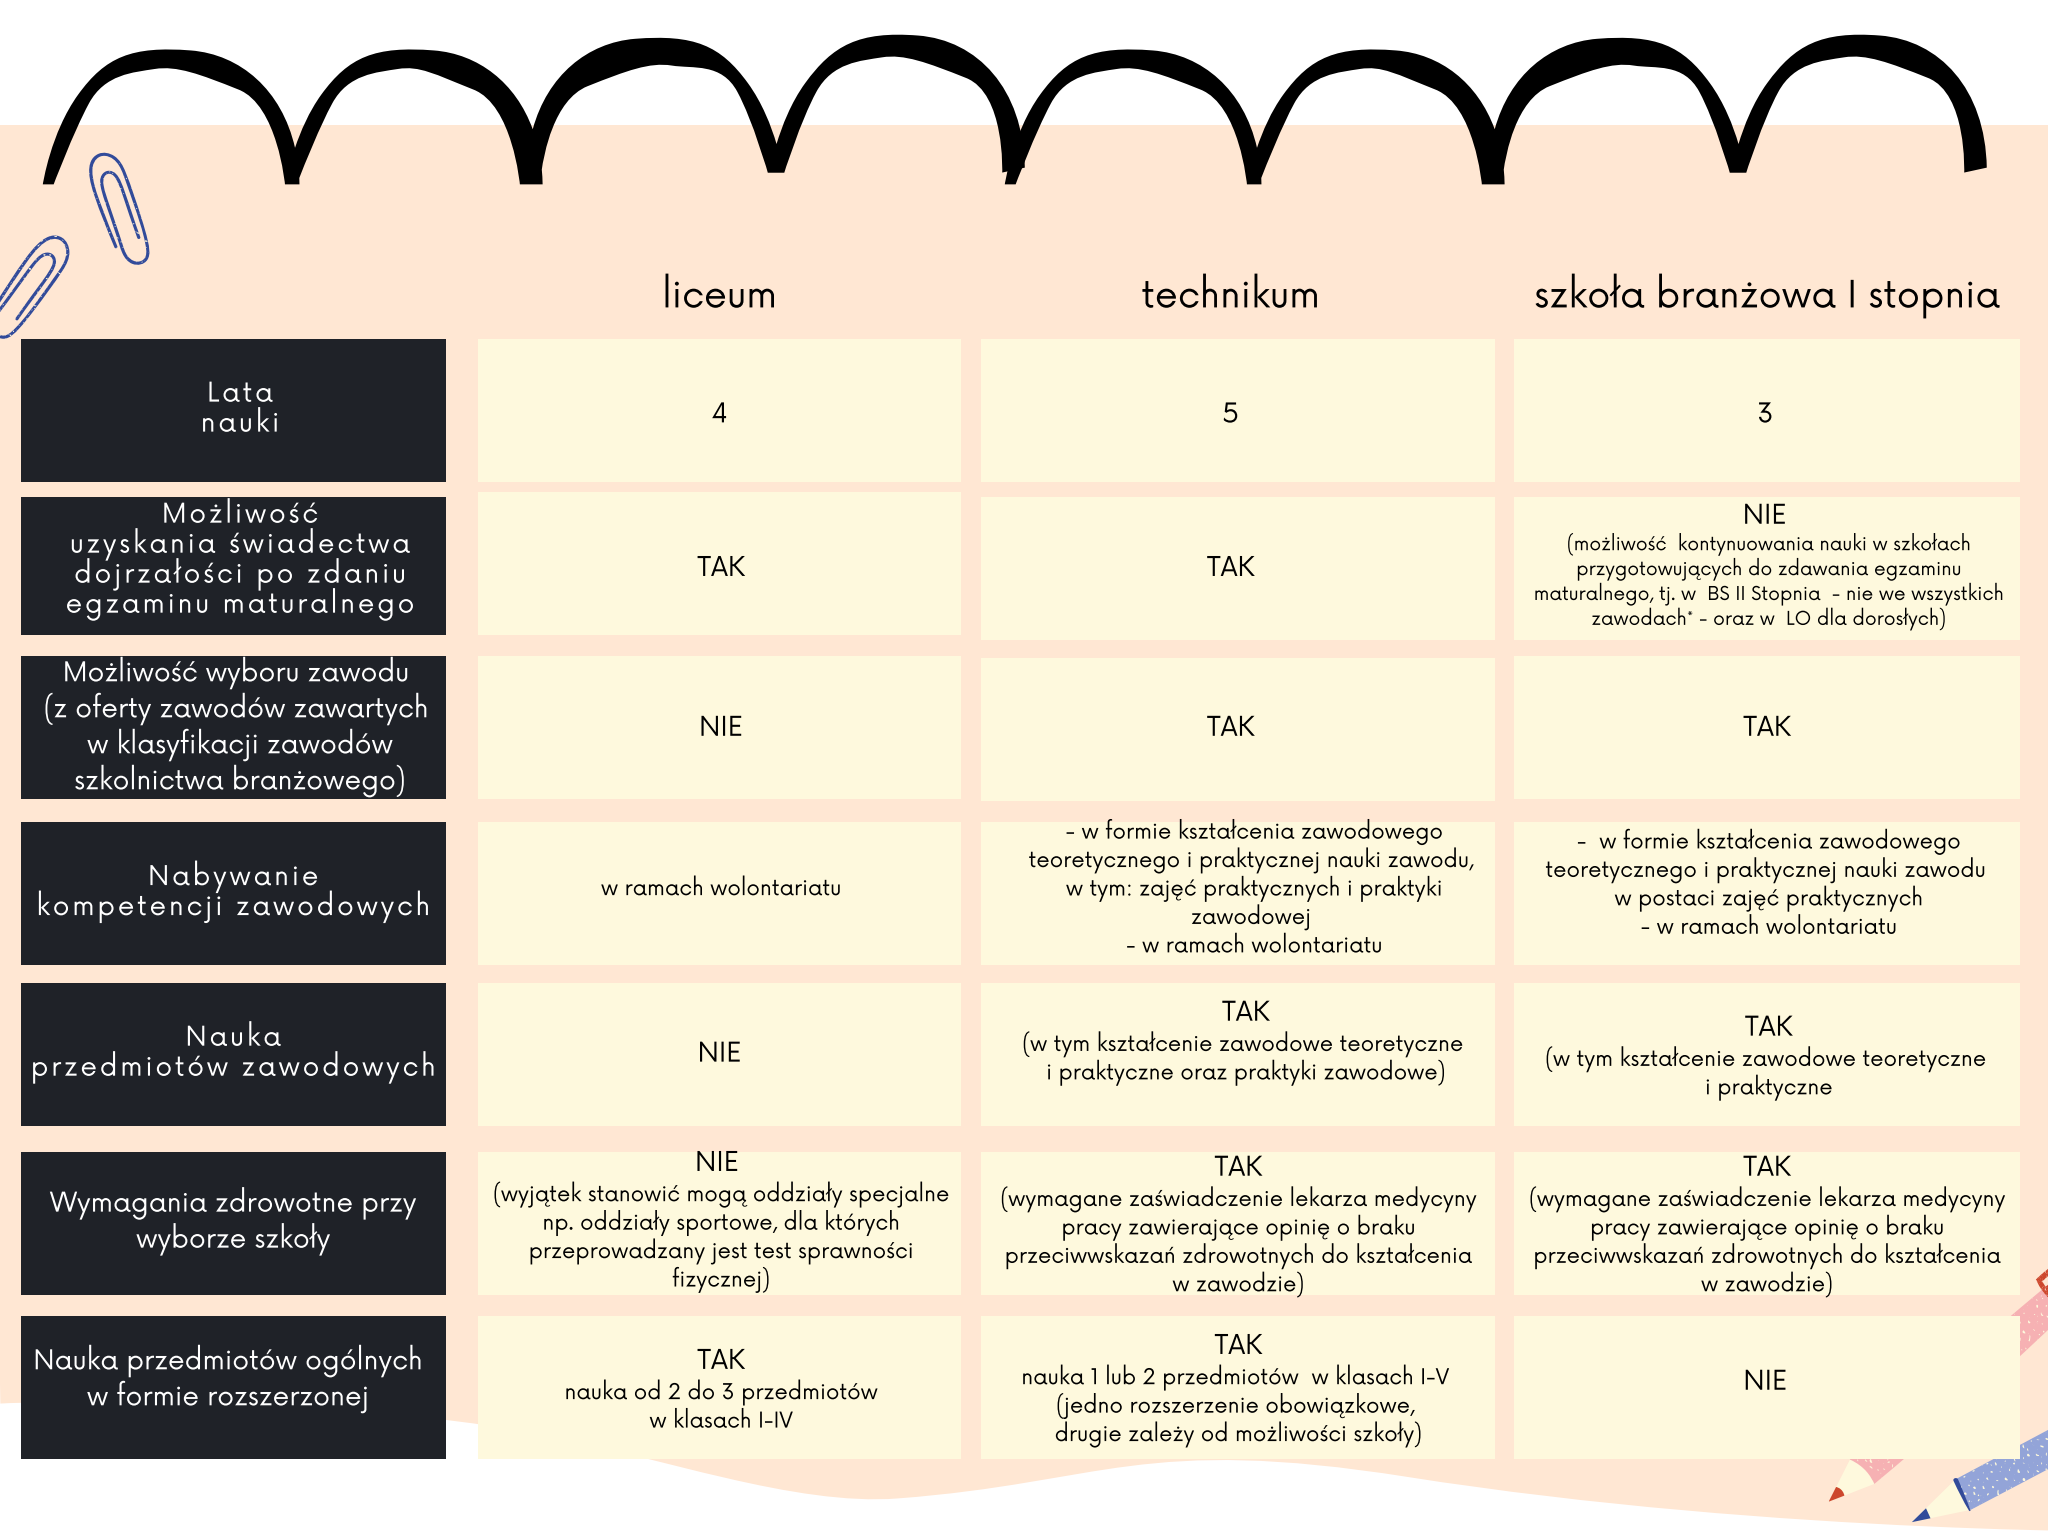 liceum
technikum
szkoła branżowa I stopnia
Lata
nauki
4
5
3
Możliwość
uzyskania świadectwa
dojrzałości po zdaniu
egzaminu maturalnego
TAK
TAK
NIE
(możliwość kontynuowania nauki w szkołach
przygotowujących do zdawania egzaminu
maturalnego, tj. w BS II Stopnia - nie we wszystkich
zawodach* - oraz w LO dla dorosłych)
Możliwość wyboru zawodu
(z oferty zawodów zawartych
w klasyfikacji zawodów
szkolnictwa branżowego)
NIE
TAK
TAK
Nabywanie
kompetencji zawodowych
w ramach wolontariatu
- w formie kształcenia zawodowego
teoretycznego i praktycznej nauki zawodu,
w tym: zajęć praktycznych i praktyki
zawodowej
- w ramach wolontariatu
- w formie kształcenia zawodowego
teoretycznego i praktycznej nauki zawodu
w postaci zajęć praktycznych
- w ramach wolontariatu
Nauka
przedmiotów zawodowych
NIE
TAK
(w tym kształcenie zawodowe teoretyczne
i praktyczne oraz praktyki zawodowe)
TAK
(w tym kształcenie zawodowe teoretyczne
i praktyczne
Wymagania zdrowotne przy
wyborze szkoły
NIE
(wyjątek stanowić mogą oddziały specjalne
np. oddziały sportowe, dla których
przeprowadzany jest test sprawności
fizycznej)
TAK
(wymagane zaświadczenie lekarza medycyny
pracy zawierające opinię o braku
przeciwwskazań zdrowotnych do kształcenia
w zawodzie)
TAK
(wymagane zaświadczenie lekarza medycyny
pracy zawierające opinię o braku
przeciwwskazań zdrowotnych do kształcenia
w zawodzie)
Nauka przedmiotów ogólnych
w formie rozszerzonej
TAK
nauka od 2 do 3 przedmiotów
w klasach I-IV
TAK
nauka 1 lub 2 przedmiotów w klasach I-V
(jedno rozszerzenie obowiązkowe,
drugie zależy od możliwości szkoły)
NIE